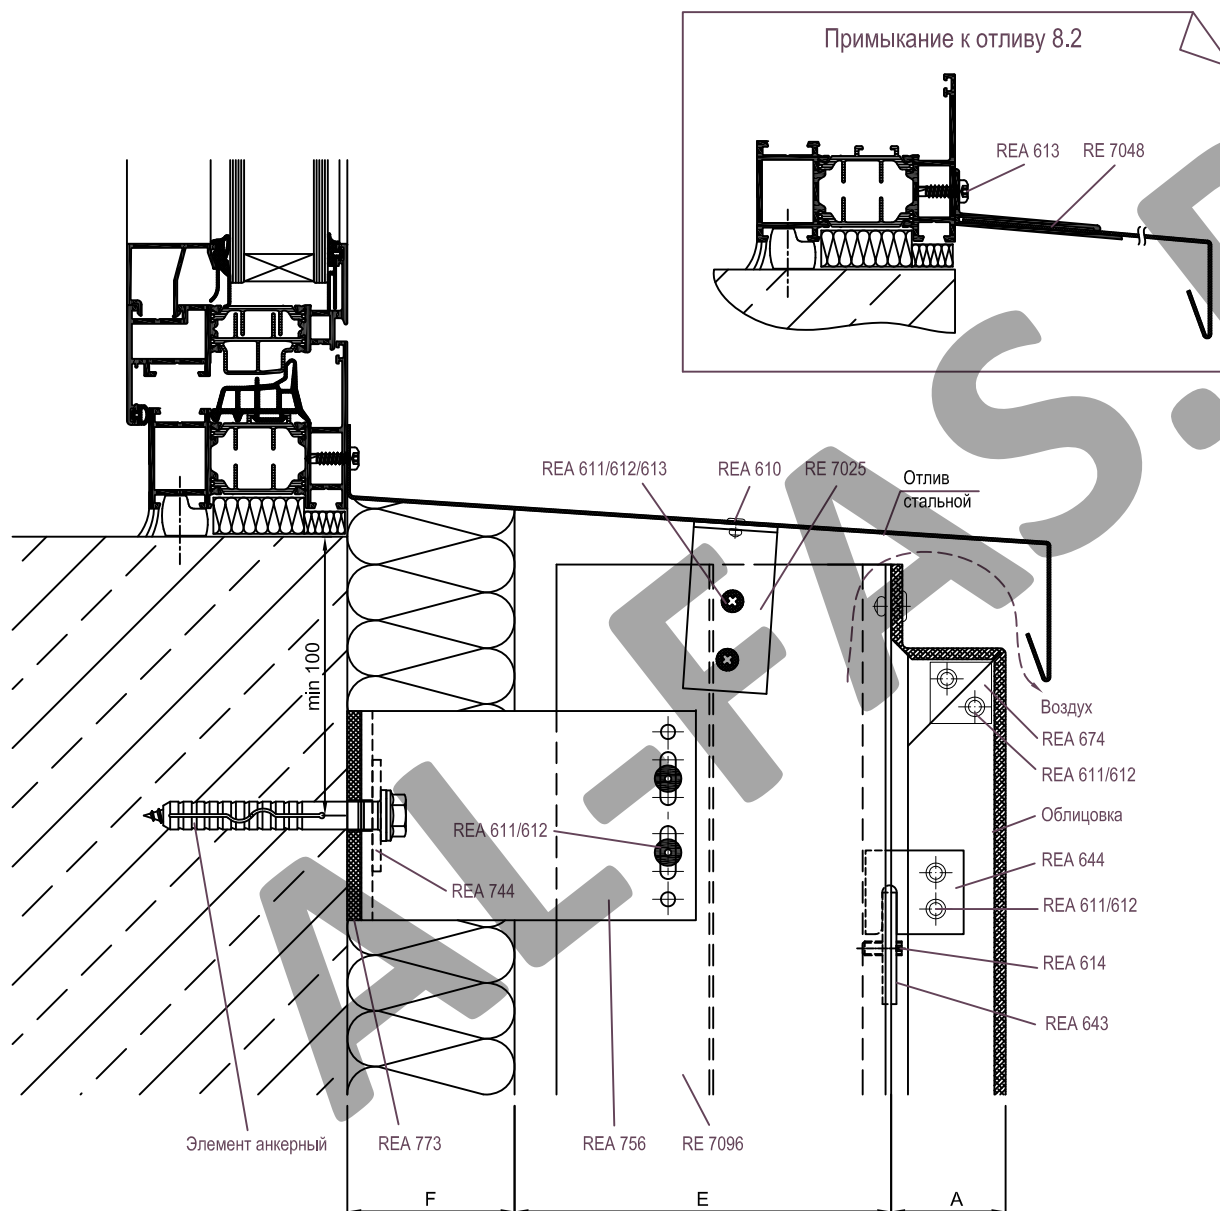 Примыкание к отливу 8.2
REA 613
RE 7048
REA 611/612/613
REA 610
RE 7025
Отлив
стальной
min 100
Воздух
REA 674
REA 611/612
Облицовка
REA 611/612
REA 644
REA 744
REA 611/612
REA 614
REA 643
Элемент анкерный
REA 773
REA 756
RE 7096
F
E
A
AL-FAS.